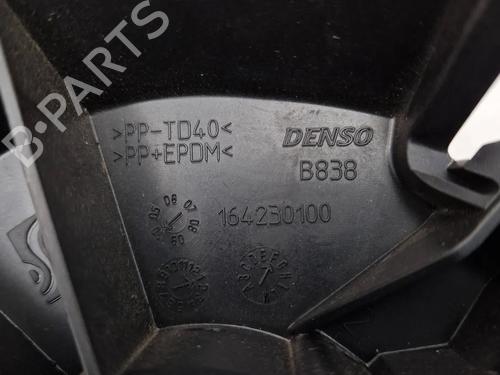 B-PARTS
>PP-TD40<
>PP+EPDM<
DENSO
B838
164230100